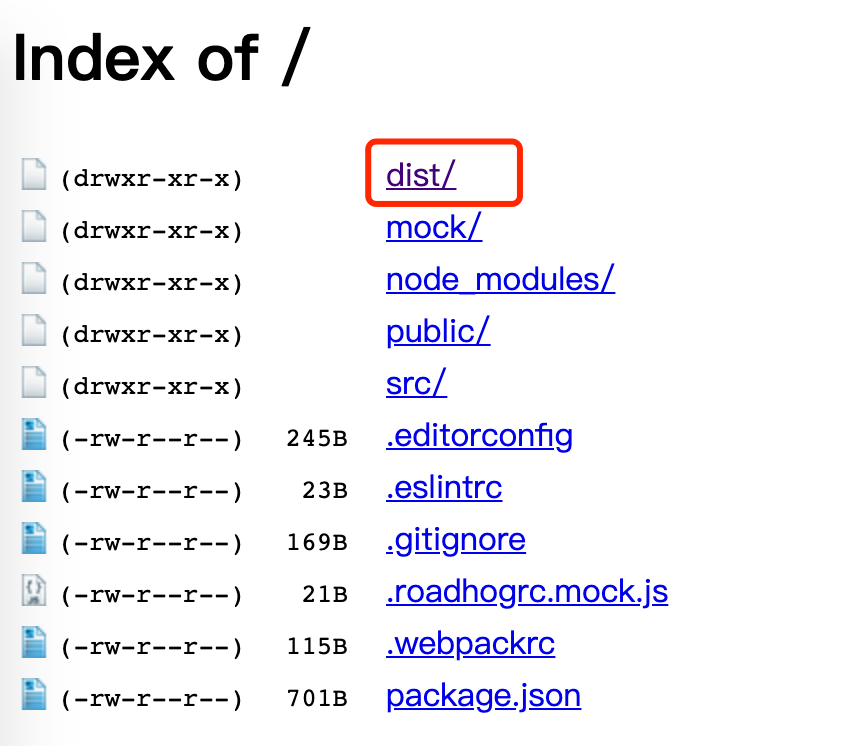 Index of /
(drwxr-xr-x) dist/
(drwxr-xr-x) mock/
(drwxr-xr-x) node_modules/
(drwxr-xr-x) public/
(drwxr-xr-x) src/
(-rw-r--r--) 245B .editorconfig
(-rw-r--r--) 23B .eslintrc
(-rw-r--r--) 169B .gitignore
(-rw-r--r--) 21B .roadhogrc.mock.js
(-rw-r--r--) 115B .webpackrc
(-rw-r--r--) 701B package.json